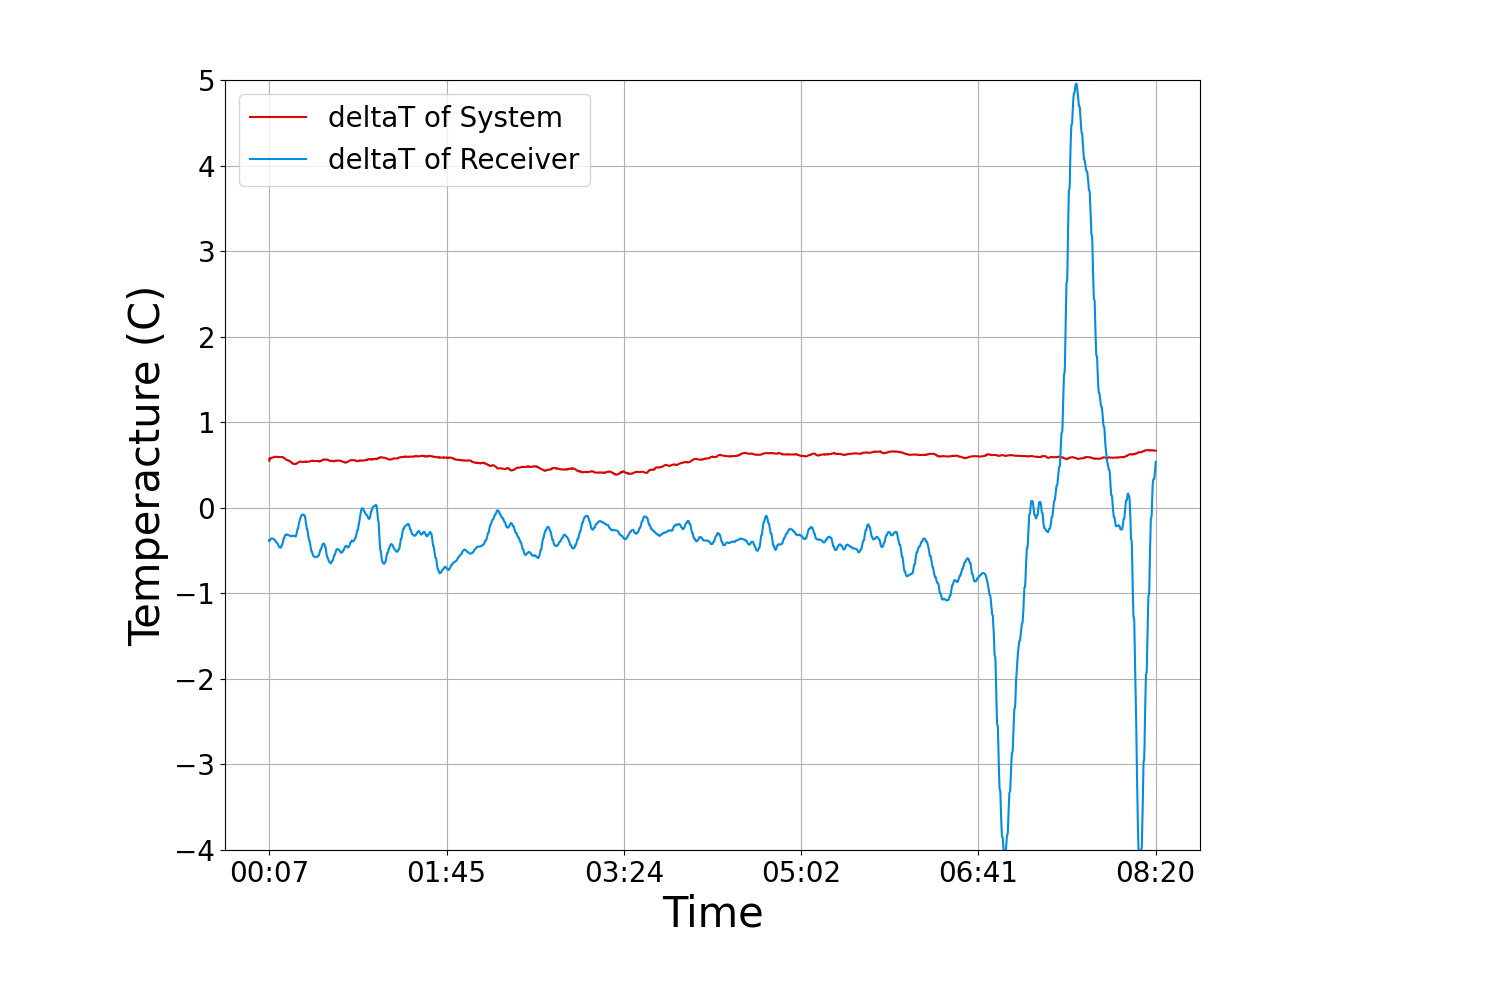 deltaT of System
deltaT of Receiver
5
4
3
2
1
0
−1
−2
−3
−4
Temperacture (C)
00:07 01:45 03:24 05:02 06:41 08:20
Time